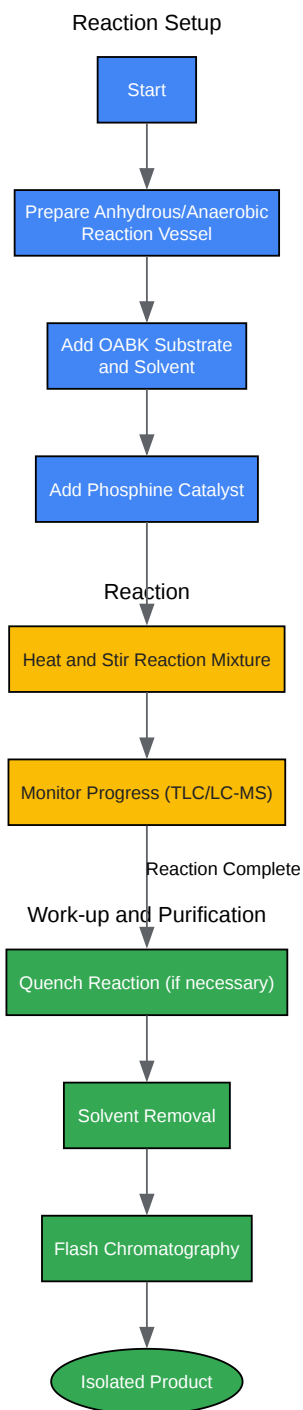 Reaction Setup
Start
Prepare Anhydrous/Anaerobic
Reaction Vessel
Add OABK Substrate
and Solvent
Add Phosphine Catalyst
Reaction
Heat and Stir Reaction Mixture
Monitor Progress (TLC/LC-MS)
Reaction Complete
Work-up and Purification
Quench Reaction (if necessary)
Solvent Removal
Flash Chromatography
Isolated Product